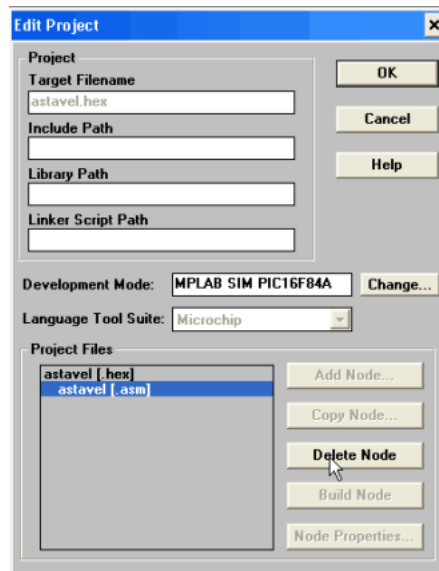 Edit Project
Project
Target Filename
astavel.hex
Include Path
Library Path
Linker Script Path
OK
Cancel
Help
Development Mode: MPLAB SIM PIC16F84A Change...
Language Tool Suite: Microchip
Project Files
astavel [.hex]
astavel [.asm]
Add Node...
Copy Node...
Delete Node
Build Node
Node Properties...